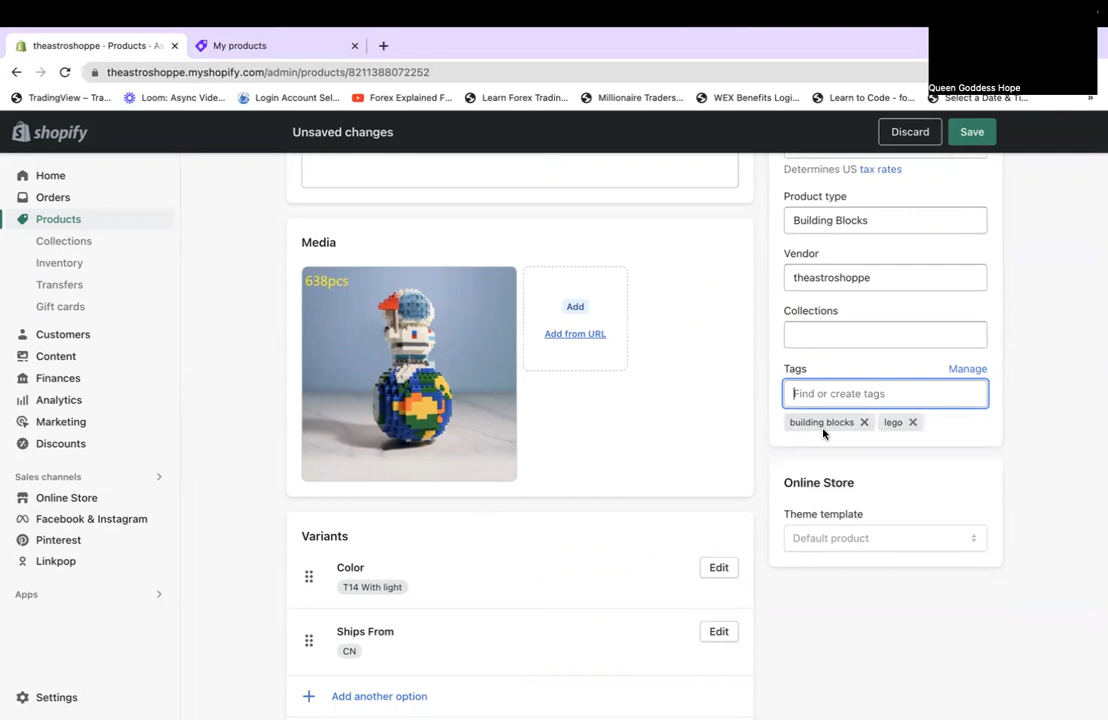 theastroshoppe · Products · As
My products
theastroshoppe.myshopify.com/admin/products/8211388072252
Queen Goddess Hope
TradingView – Tra...
Loom: Async Vide...
Login Account Sel...
Forex Explained F...
Learn Forex Tradin...
Millionaire Traders...
WEX Benefits Logi...
Learn to Code - fo...
Select a Date & Ti...
»
shopify
Unsaved changes
Discard
Save
Home
Orders
Products
Collections
Inventory
Transfers
Gift cards
Customers
Content
Finances
Analytics
Marketing
Discounts
Sales channels
Online Store
Facebook & Instagram
Pinterest
Linkpop
Apps
Settings
Media
638pcs
Add
Add from URL
Variants
Color
T14 With light
Edit
Ships From
CN
Edit
Add another option
Determines US tax rates
Product type
Building Blocks
Vendor
theastroshoppe
Collections
Tags
Manage
Find or create tags
building blocks
lego
Online Store
Theme template
Default product